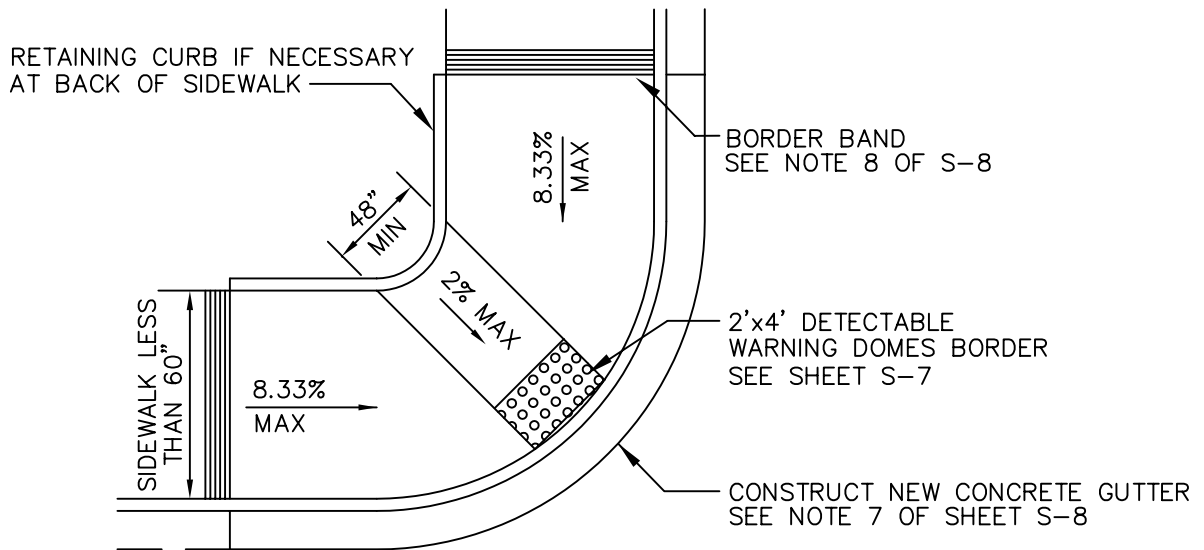 RETAINING CURB IF NECESSARY
AT BACK OF SIDEWALK
BORDER BAND
SEE NOTE 8 OF S-8
8.33%
MAX
48"
MIN
2% MAX
2'x4' DETECTABLE
WARNING DOMES BORDER
SEE SHEET S-7
SIDEWALK LESS
THAN 60"
8.33%
MAX
CONSTRUCT NEW CONCRETE GUTTER
SEE NOTE 7 OF SHEET S-8